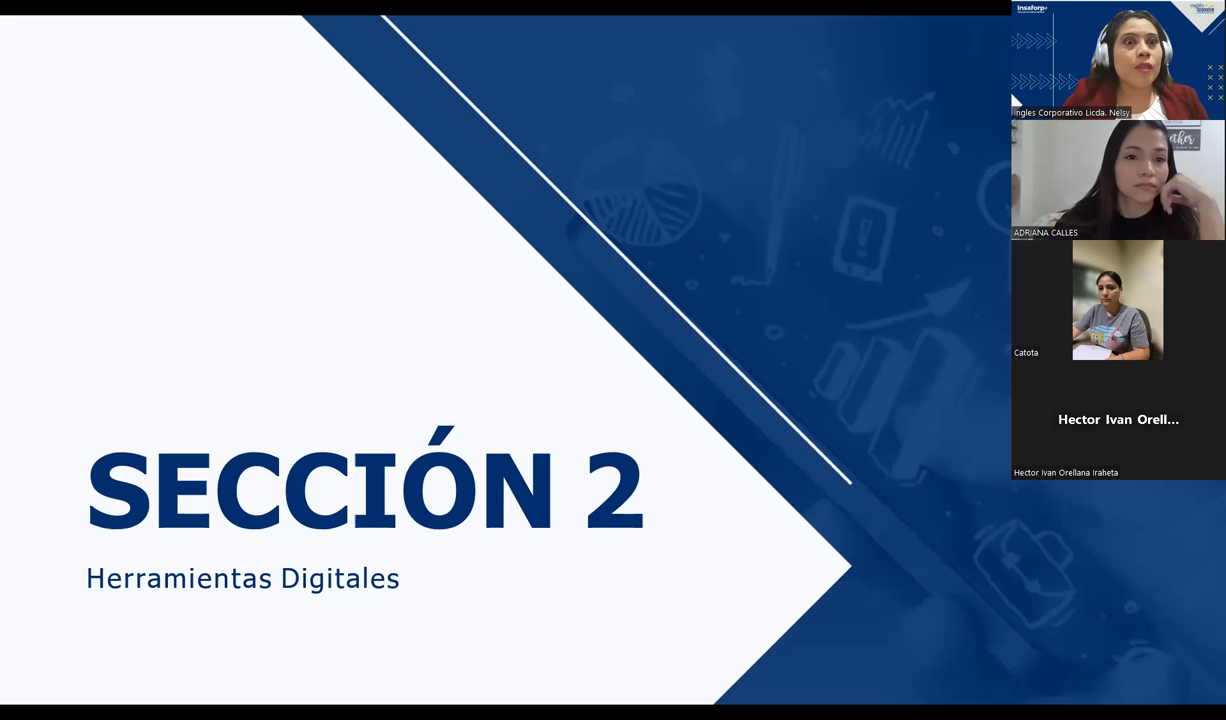 SECCIÓN 2
Herramientas Digitales
Insaforp
Ingles Corporativo Licda. Nelsy
ther
ADRIANA CALLES
Catota
Hector Ivan Orell...
Hector Ivan Orellana Iraheta